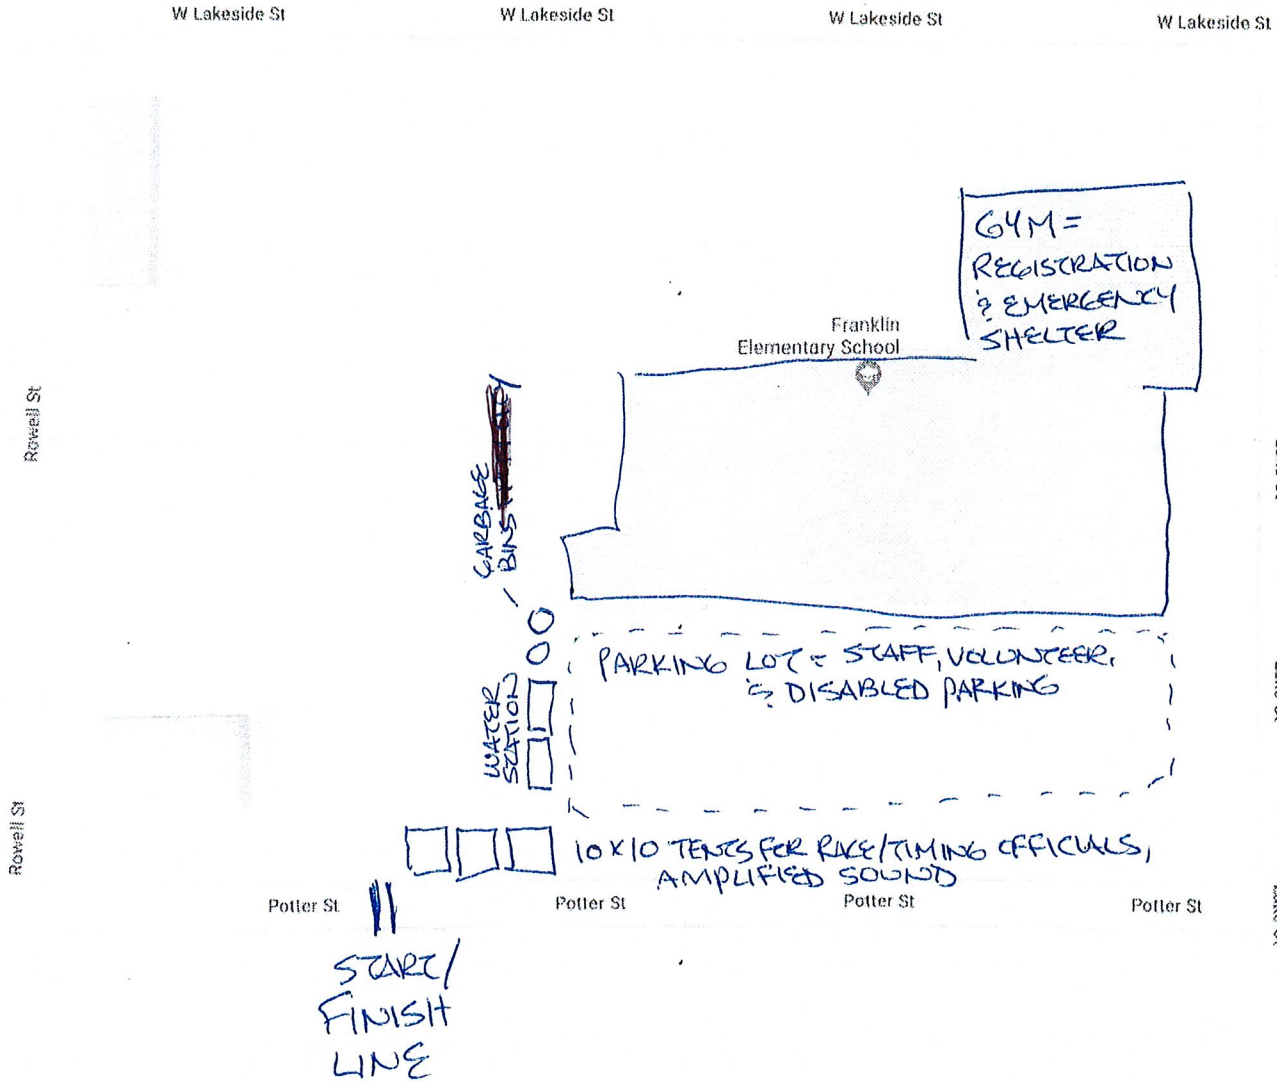 W Lakeside St
W Lakeside St
W Lakeside St
W Lakeside St
GYM =
REGISTRATION
& EMERGENCY
SHELTER
Franklin
Elementary School
Rowell St
GARBAGE
BINS
PARKING LOT = STAFF, VOLUNTEER,
& DISABLED PARKING
WATER
STATION
Rowell St
10 X 10 TENTS FOR RACE/TIMING OFFICIALS,
AMPLIFIED SOUND
Potter St
Potter St
Potter St
Potter St
START/
FINISH
LINE